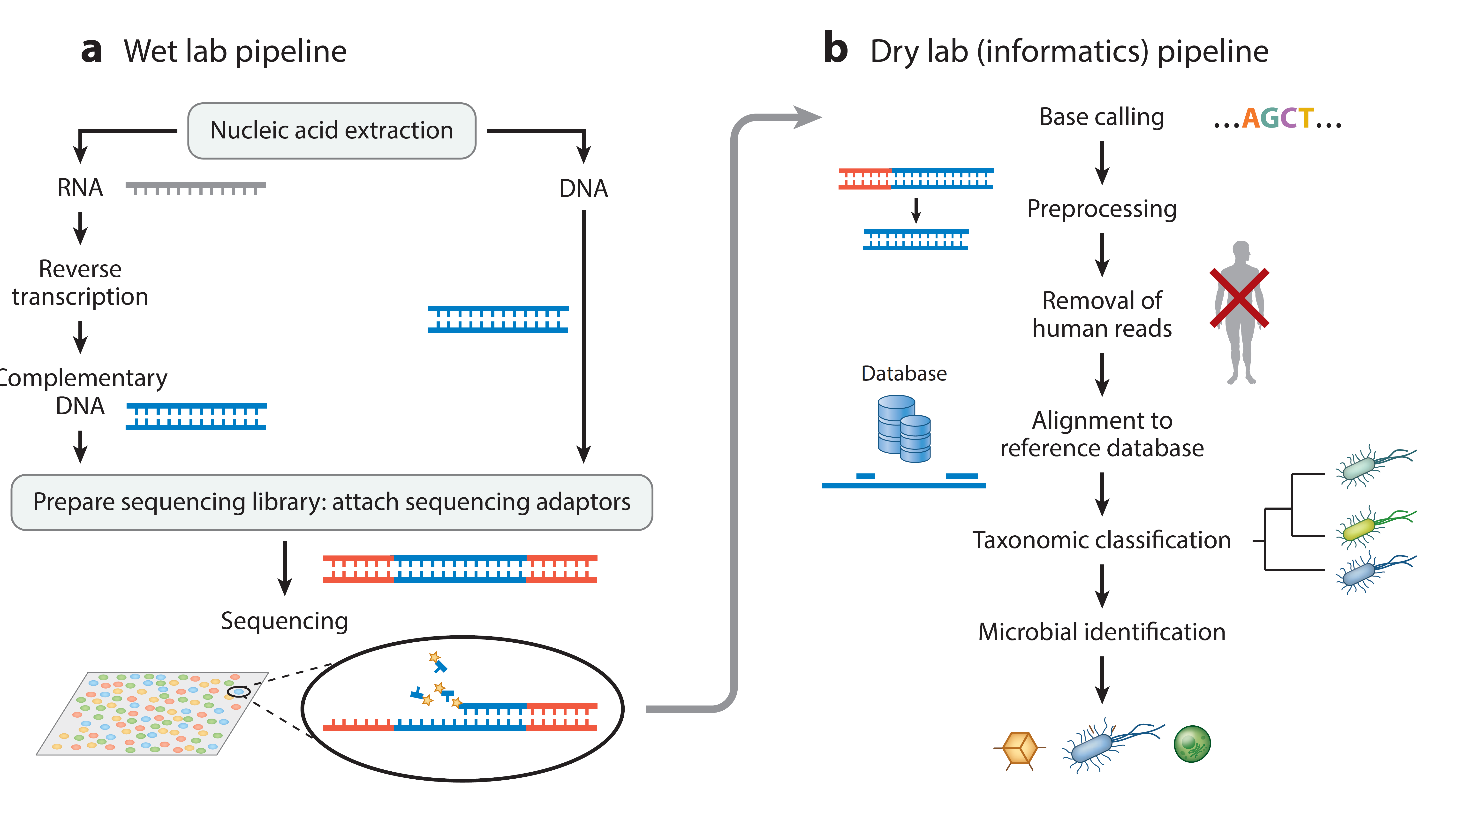 a Wet lab pipeline
Nucleic acid extraction
RNA
DNA
Reverse
transcription
Complementary
DNA
Prepare sequencing library: attach sequencing adaptors
Sequencing
b Dry lab (informatics) pipeline
Base calling
...AGCT...
Preprocessing
Removal of
human reads
Database
Alignment to
reference database
Taxonomic classification
Microbial identification